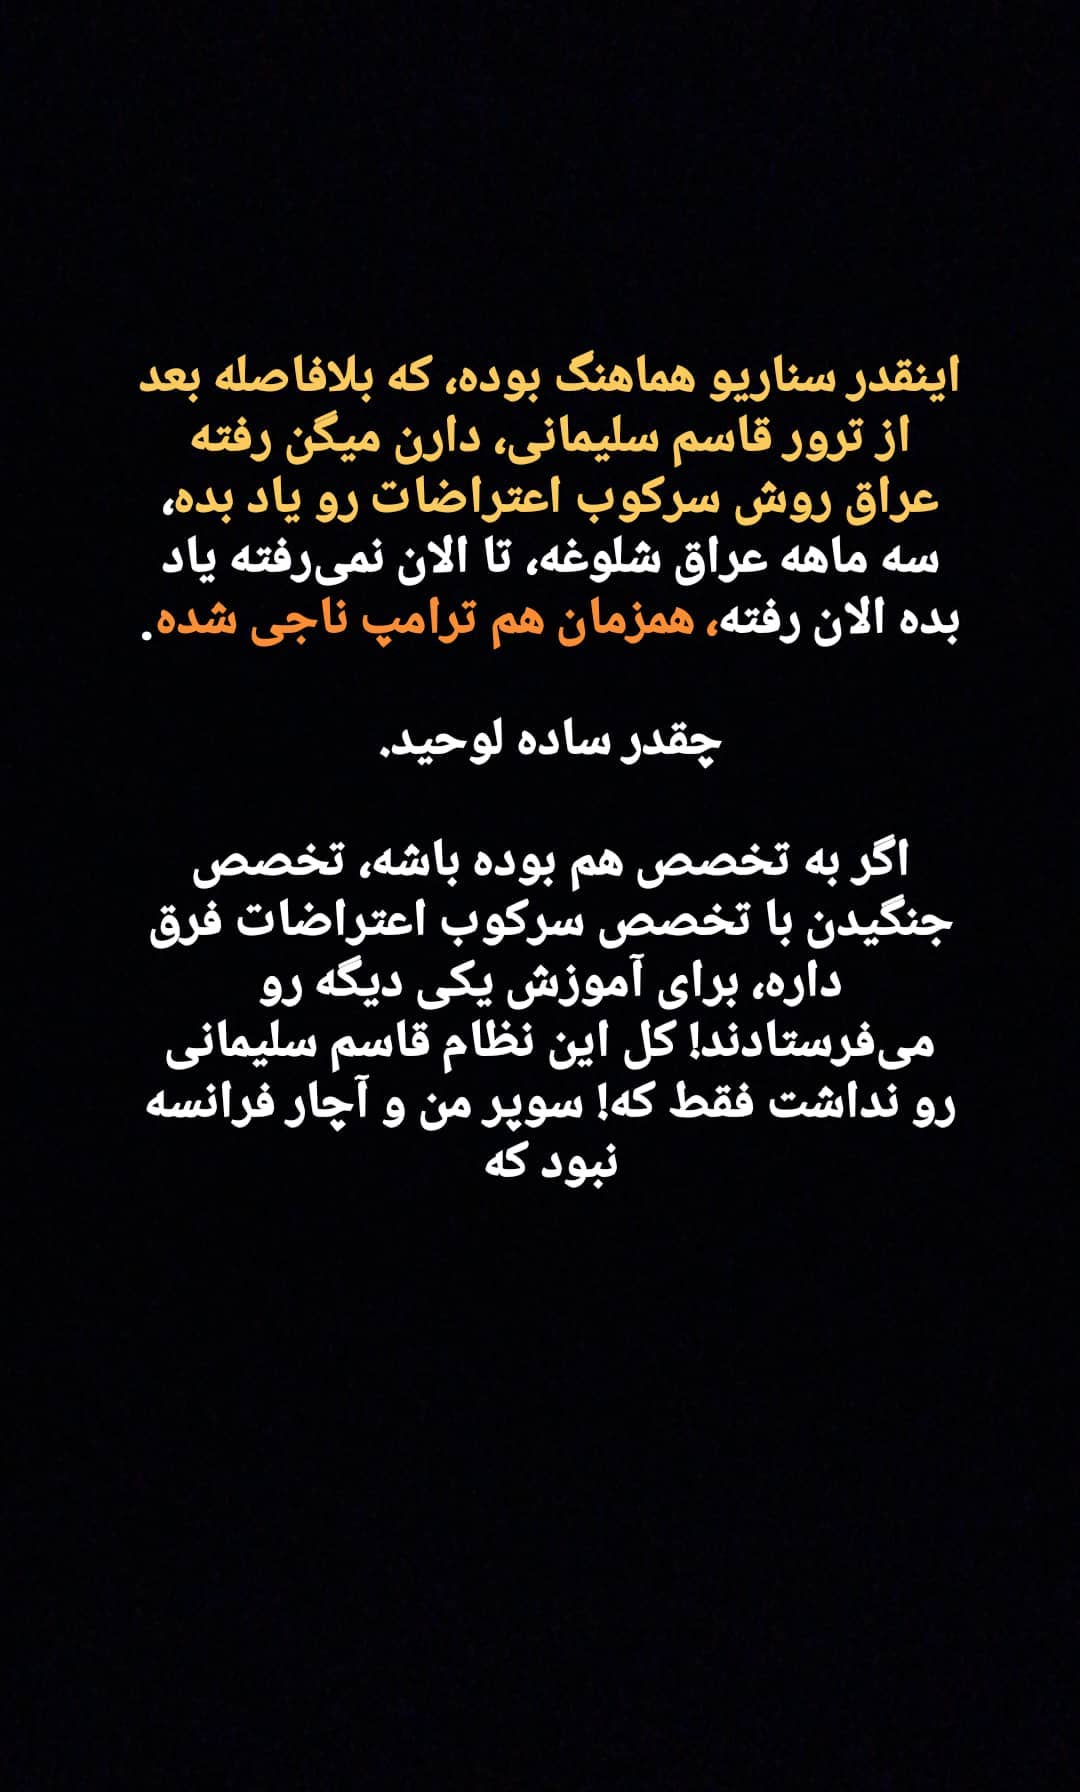 اینقدر سناریو هماهنگ بوده، که بلافاصله بعد
از ترور قاسم سلیمانی، دارن میگن رفته
عراق روش سرکوب اعتراضات رو یاد بده،
سه ماهه عراق شلوغه، تا الان نمی‌رفته یاد
بده الان رفته، همزمان هم ترامپ ناجی شده.
چقدر ساده لوحید.
اگر به تخصص هم بوده باشه، تخصص
جنگیدن با تخصص سرکوب اعتراضات فرق
داره، برای آموزش یکی دیگه رو
می‌فرستادند! کل این نظام قاسم سلیمانی
رو نداشت فقط که! سوپر من و آچار فرانسه
نبود که